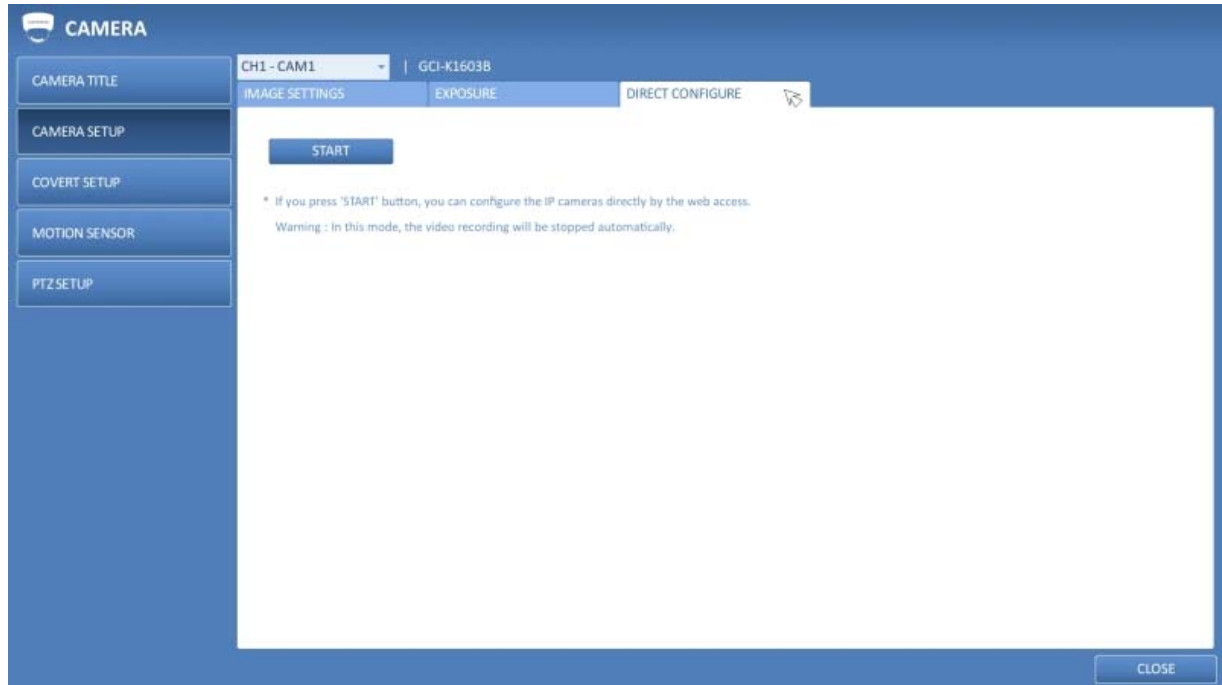 CAMERA
CAMERA TITLE
CAMERA SETUP
COVERT SETUP
MOTION SENSOR
PTZ SETUP
CH1 - CAM1 | GCI-K1603B
IMAGE SETTINGS EXPOSURE DIRECT CONFIGURE
START
* If you press 'START' button, you can configure the IP cameras directly by the web access.
Warning : In this mode, the video recording will be stopped automatically.
CLOSE